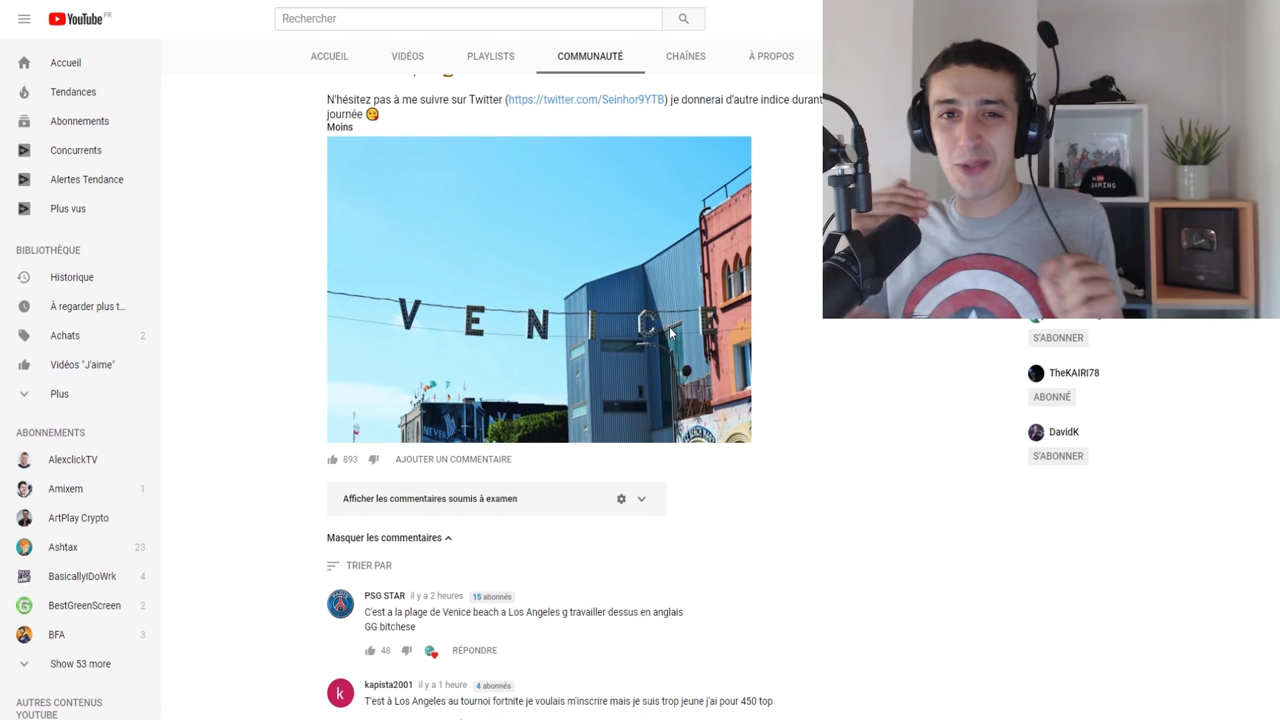 YouTube FR
Rechercher
ACCUEIL VIDÉOS PLAYLISTS COMMUNAUTÉ CHAÎNES À PROPOS
Accueil
Tendances
Abonnements
Concurrents
Alertes Tendance
Plus vus
BIBLIOTHÈQUE
Historique
À regarder plus t...
Achats 2
Vidéos "J'aime"
Plus
ABONNEMENTS
AlexclickTV
Amixem 1
ArtPlay Crypto
Ashtax 23
BasicallyIDoWrk 4
BestGreenScreen 2
BFA 3
Show 53 more
AUTRES CONTENUS
YOUTUBE
N'hésitez pas à me suivre sur Twitter (https://twitter.com/Seinhor9YTB) je donnerai d'autre indice durant
journée
Moins
VENICE
NEVER
893 AJOUTER UN COMMENTAIRE
Afficher les commentaires soumis à examen
Masquer les commentaires
TRIER PAR
PSG STAR il y a 2 heures 15 abonnés
C'est a la plage de Venice beach a Los Angeles g travailler dessus en anglais
GG bitchese
48 RÉPONDRE
k
kapista2001 il y a 1 heure 4 abonnés
T'est à Los Angeles au tournoi fortnite je voulais m'inscrire mais je suis trop jeune j'ai pour 450 top
GAMING
S'ABONNER
TheKAIRI78
ABONNÉ
DavidK
S'ABONNER